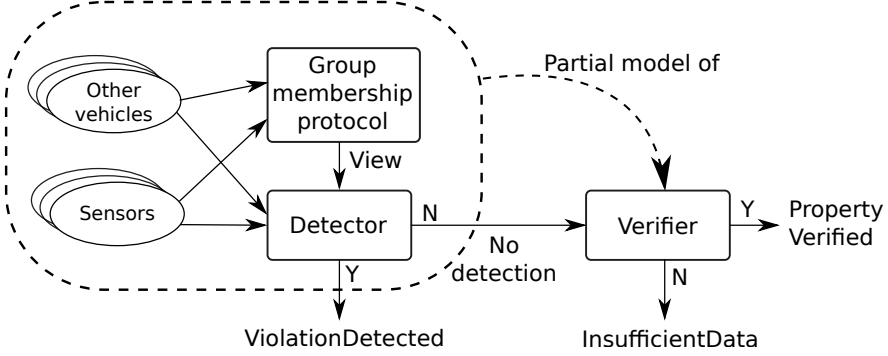 Other
vehicles
Group
membership
protocol
Partial model of
View
Sensors
Detector
N
No
detection
Verifier
Y
Property
Verified
Y
N
ViolationDetected
InsufficientData